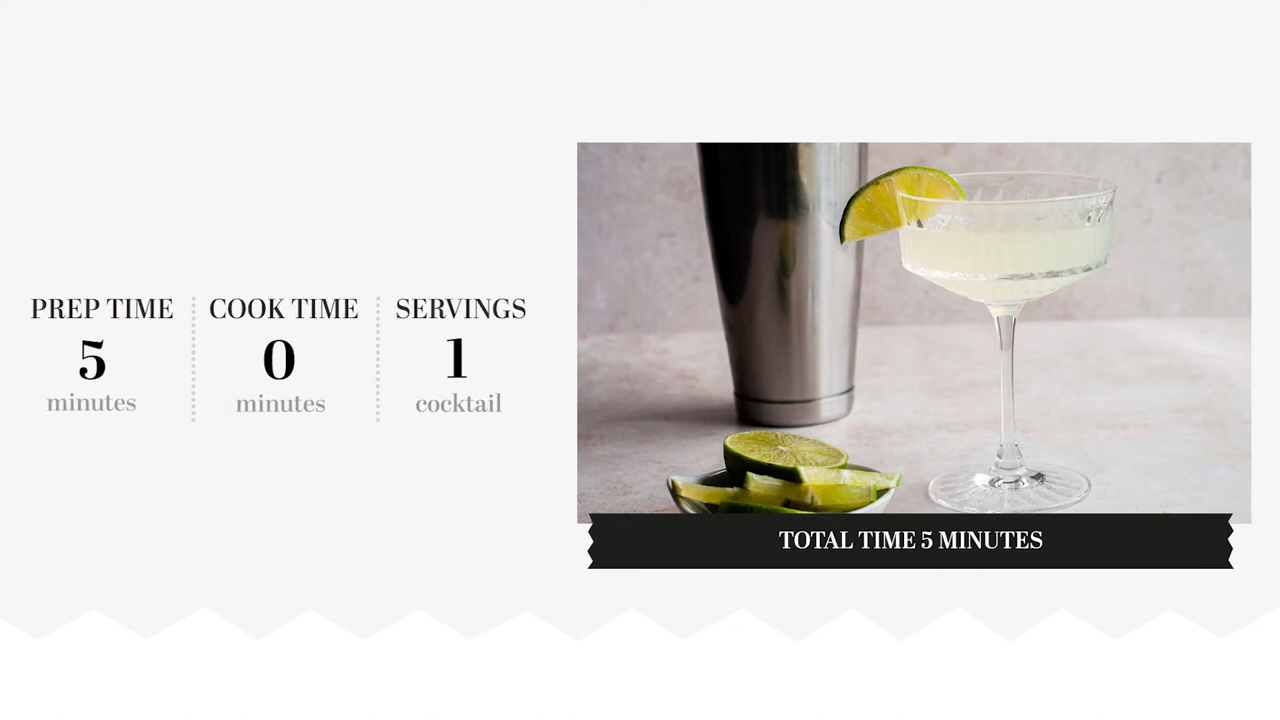 PREP TIME
5
minutes
COOK TIME
0
minutes
SERVINGS
1
cocktail
TOTAL TIME 5 MINUTES